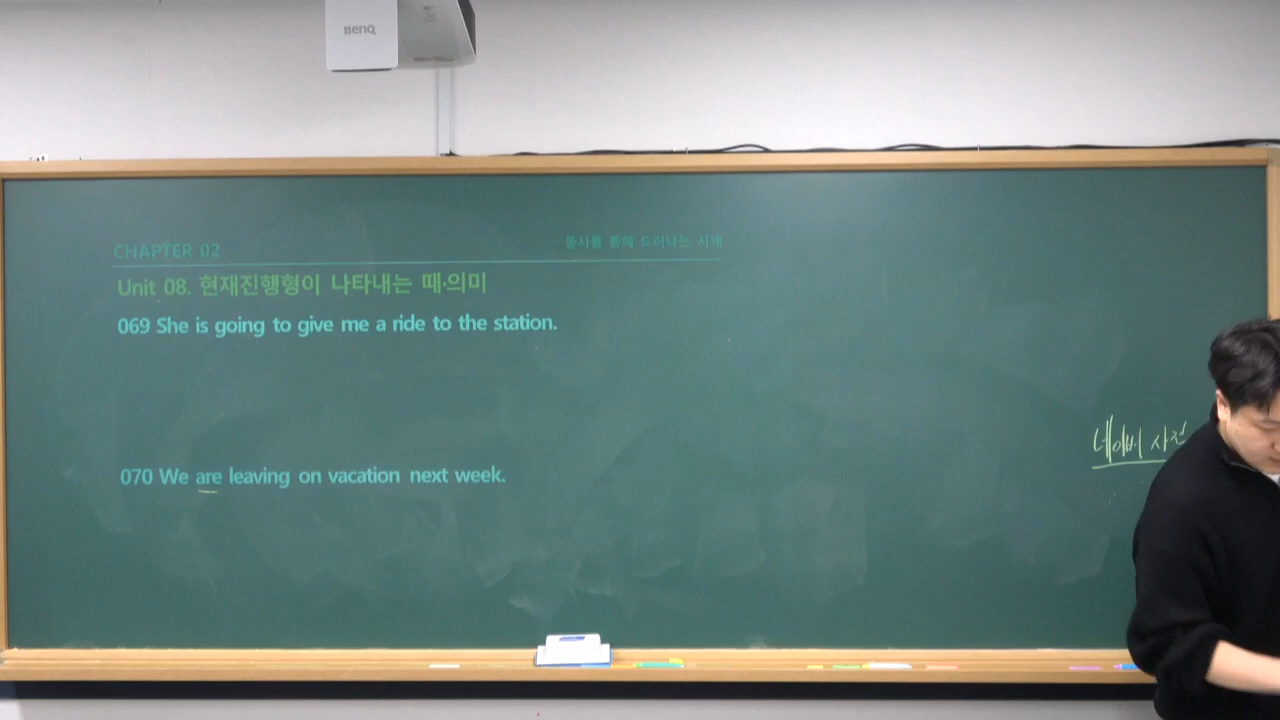 BenQ
CHAPTER 02
동사를 통해 드러나는 시제
Unit 08. 현재진행형이 나타내는 때·의미
069 She is going to give me a ride to the station.
네이버 사전
070 We are leaving on vacation next week.